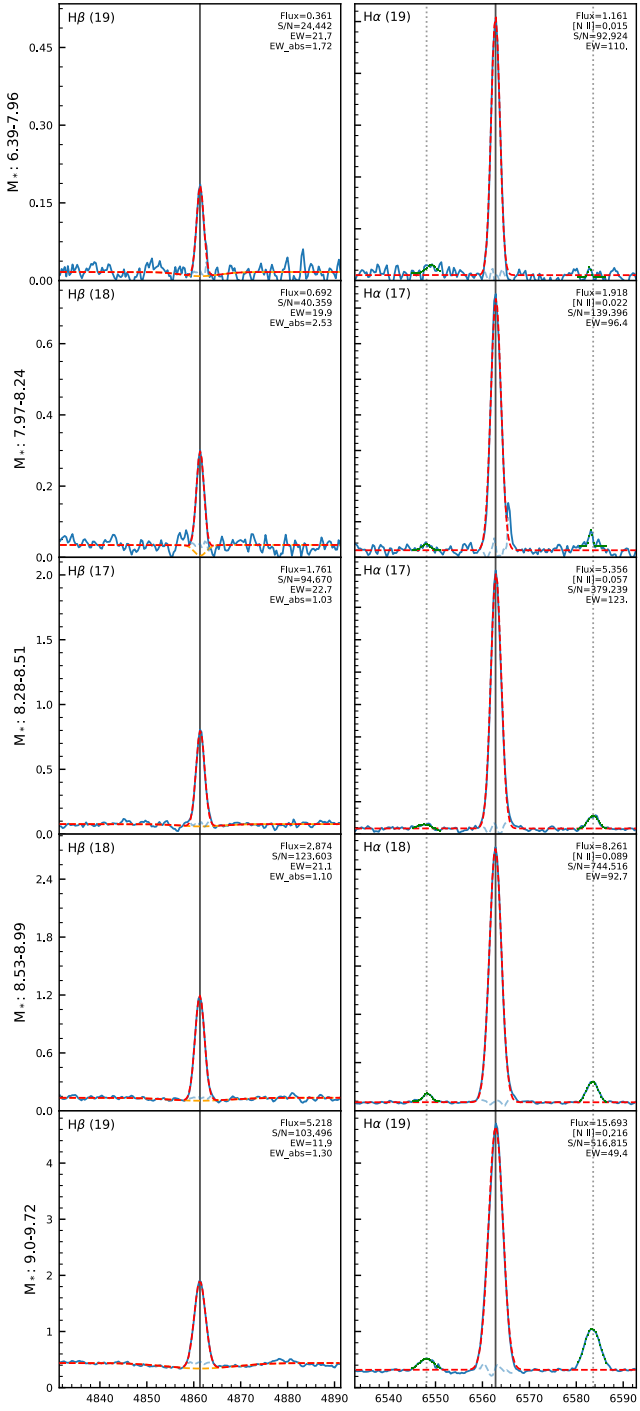 Hβ (19)
Flux=0.361
S/N=24.442
EW=21.7
EW_abs=1.72
Hα (19)
Flux=1.161
[N II]=0.015
S/N=92.924
EW=110.
0.45
0.30
0.15
0.00
M*: 6.39-7.96
Hβ (18)
Flux=0.692
S/N=40.359
EW=19.9
EW_abs=2.53
Hα (17)
Flux=1.918
[N II]=0.022
S/N=139.396
EW=96.4
0.6
0.4
0.2
0.0
M*: 7.97-8.24
Hβ (17)
Flux=1.761
S/N=94.670
EW=22.7
EW_abs=1.03
Hα (17)
Flux=5.356
[N II]=0.057
S/N=379.239
EW=123.
2.0
1.5
1.0
0.5
0.0
M*: 8.28-8.51
Hβ (18)
Flux=2.874
S/N=123.603
EW=21.1
EW_abs=1.10
Hα (18)
Flux=8.261
[N II]=0.089
S/N=744.516
EW=92.7
2.4
1.8
1.2
0.6
0.0
M*: 8.53-8.99
Hβ (19)
Flux=5.218
S/N=103.496
EW=11.9
EW_abs=1.30
Hα (19)
Flux=15.693
[N II]=0.216
S/N=516.815
EW=49.4
4
3
2
1
0
M*: 9.0-9.72
4840 4850 4860 4870 4880 4890
6540 6550 6560 6570 6580 6590